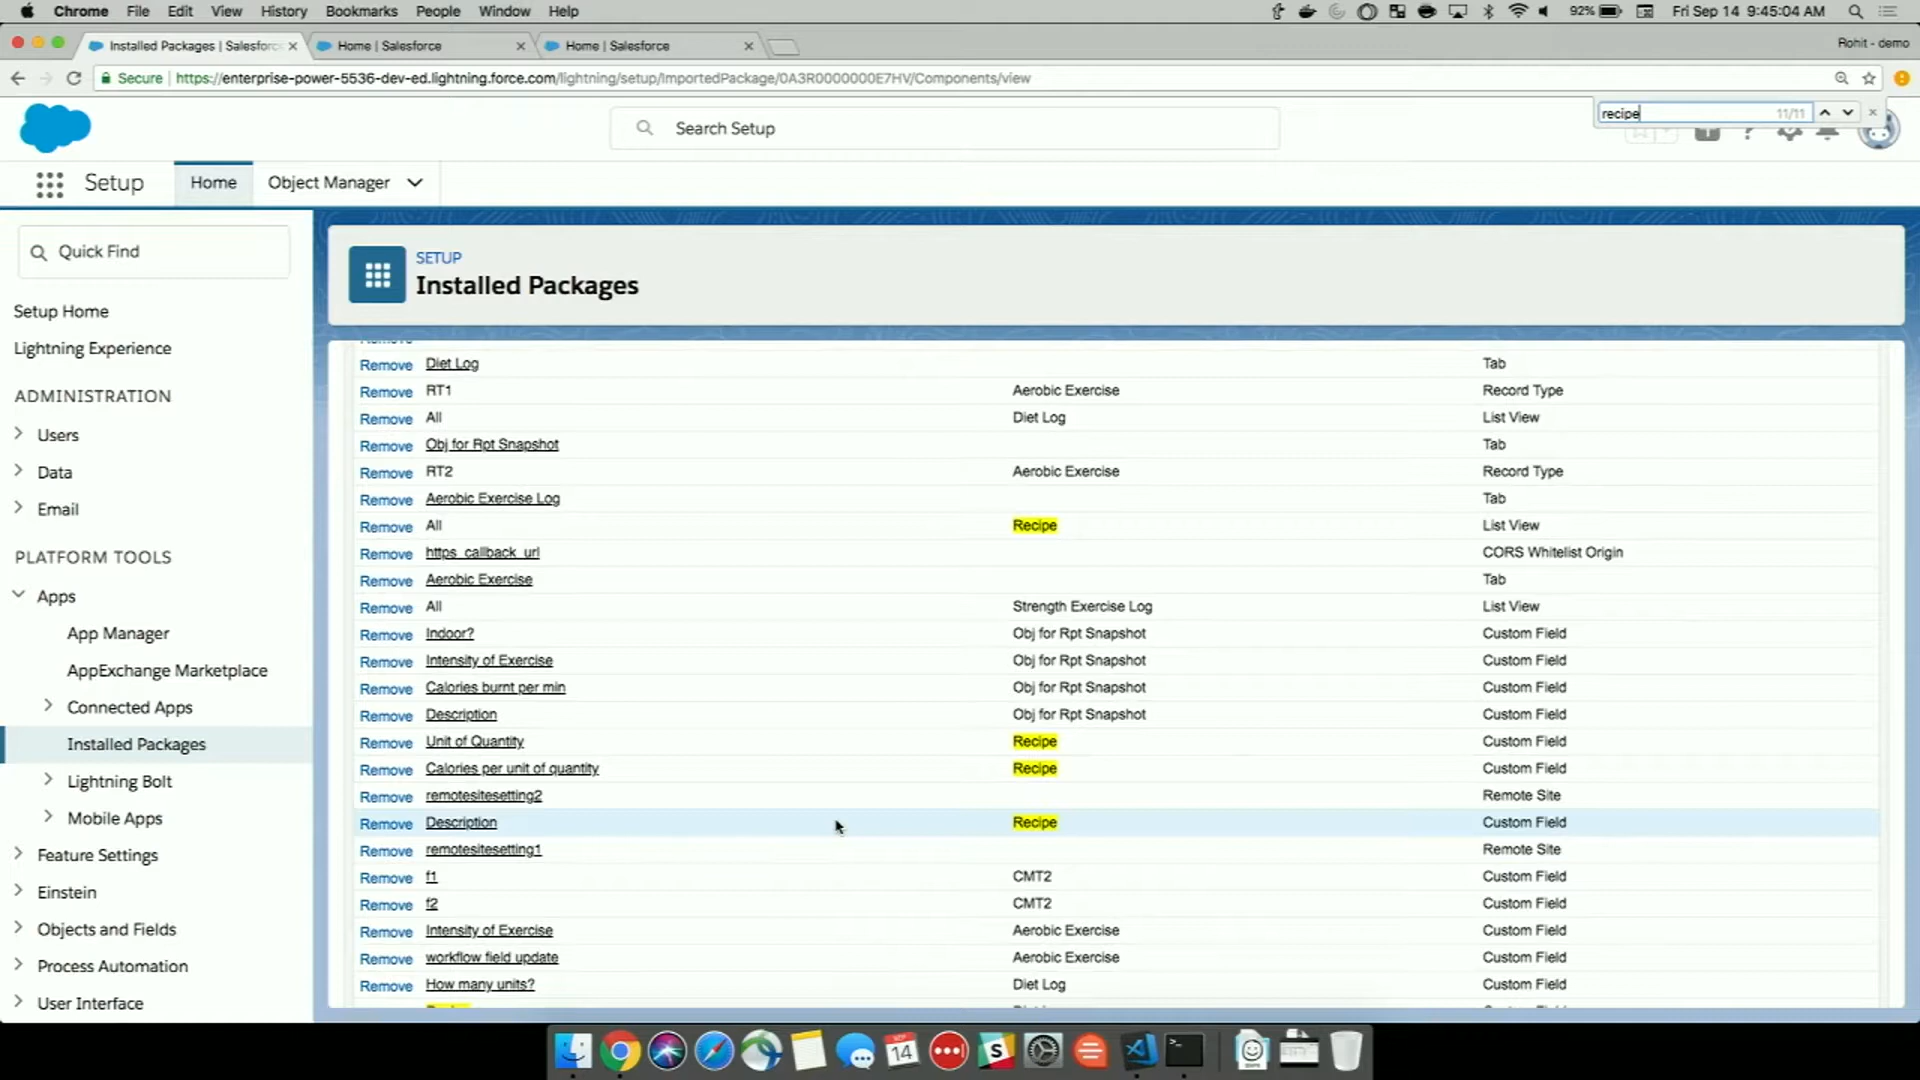 Chrome File Edit View History Bookmarks People Window Help 92% Fri Sep 14 9:45:04 AM
Installed Packages | Salesforc Home | Salesforce Home | Salesforce Rohit - demo
Secure https://enterprise-power-5536-dev-ed.lightning.force.com/lightning/setup/ImportedPackage/0A3R0000000E7HV/Components/view
recipe 11/11
Search Setup
Setup Home Object Manager
Quick Find
Setup Home
Lightning Experience
ADMINISTRATION
Users
Data
Email
PLATFORM TOOLS
Apps
App Manager
AppExchange Marketplace
Connected Apps
Installed Packages
Lightning Bolt
Mobile Apps
Feature Settings
Einstein
Objects and Fields
Process Automation
User Interface
SETUP
Installed Packages
Remove Diet Log Tab
Remove RT1 Aerobic Exercise Record Type
Remove All Diet Log List View
Remove Obj for Rpt Snapshot Tab
Remove RT2 Aerobic Exercise Record Type
Remove Aerobic Exercise Log Tab
Remove All Recipe List View
Remove https_callback_url CORS Whitelist Origin
Remove Aerobic Exercise Tab
Remove All Strength Exercise Log List View
Remove Indoor? Obj for Rpt Snapshot Custom Field
Remove Intensity of Exercise Obj for Rpt Snapshot Custom Field
Remove Calories burnt per min Obj for Rpt Snapshot Custom Field
Remove Description Obj for Rpt Snapshot Custom Field
Remove Unit of Quantity Recipe Custom Field
Remove Calories per unit of quantity Recipe Custom Field
Remove remotesitesetting2 Remote Site
Remove Description Recipe Custom Field
Remove remotesitesetting1 Remote Site
Remove f1 CMT2 Custom Field
Remove f2 CMT2 Custom Field
Remove Intensity of Exercise Aerobic Exercise Custom Field
Remove workflow field update Aerobic Exercise Custom Field
Remove How many units? Diet Log Custom Field
SEP
14